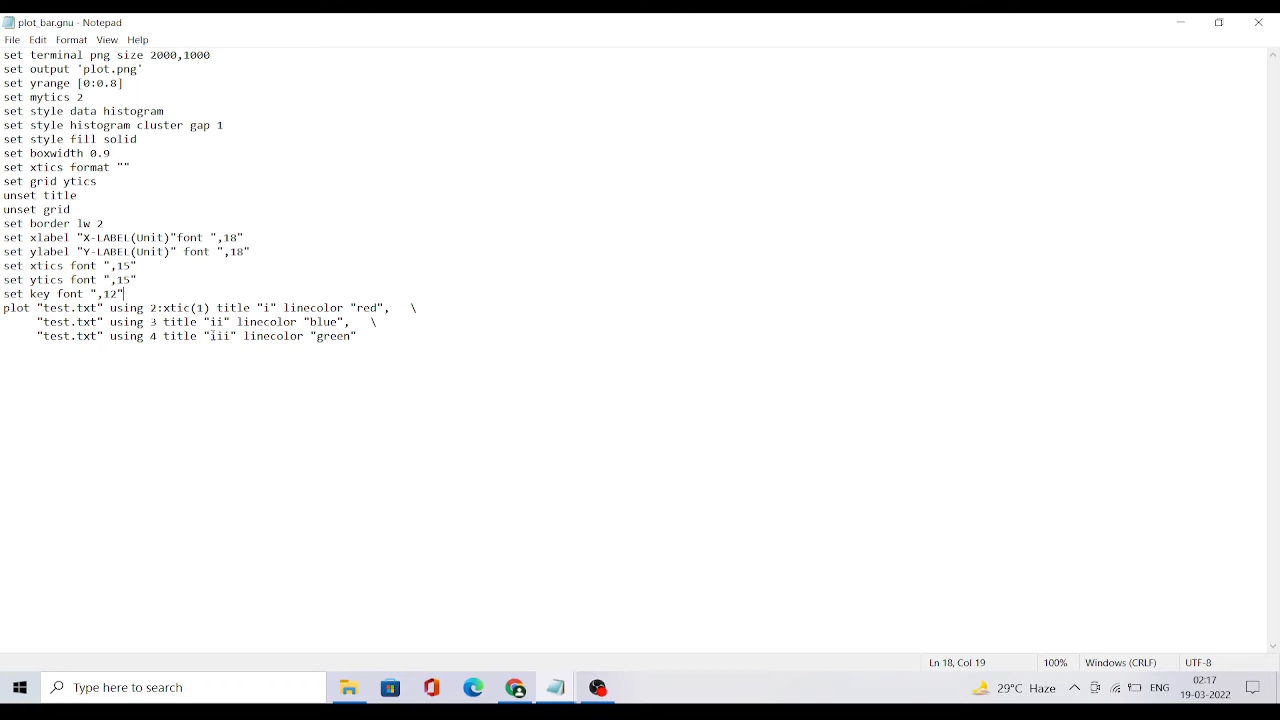 plot_bar.gnu - Notepad
File Edit Format View Help
set terminal png size 2000,1000
set output 'plot.png'
set yrange [0:0.8]
set mytics 2
set style data histogram
set style histogram cluster gap 1
set style fill solid
set boxwidth 0.9
set xtics format ""
set grid ytics
unset title
unset grid
set border lw 2
set xlabel "X-LABEL(Unit)"font ",18"
set ylabel "Y-LABEL(Unit)" font ",18"
set xtics font ",15"
set ytics font ",15"
set key font ",12"
plot "test.txt" using 2:xtic(1) title "i" linecolor "red", \
"test.txt" using 3 title "ii" linecolor "blue", \
"test.txt" using 4 title "iii" linecolor "green"
Ln 18, Col 19 100% Windows (CRLF) UTF-8
Type here to search
29°C Haze ENG 02:17
19-03-2022